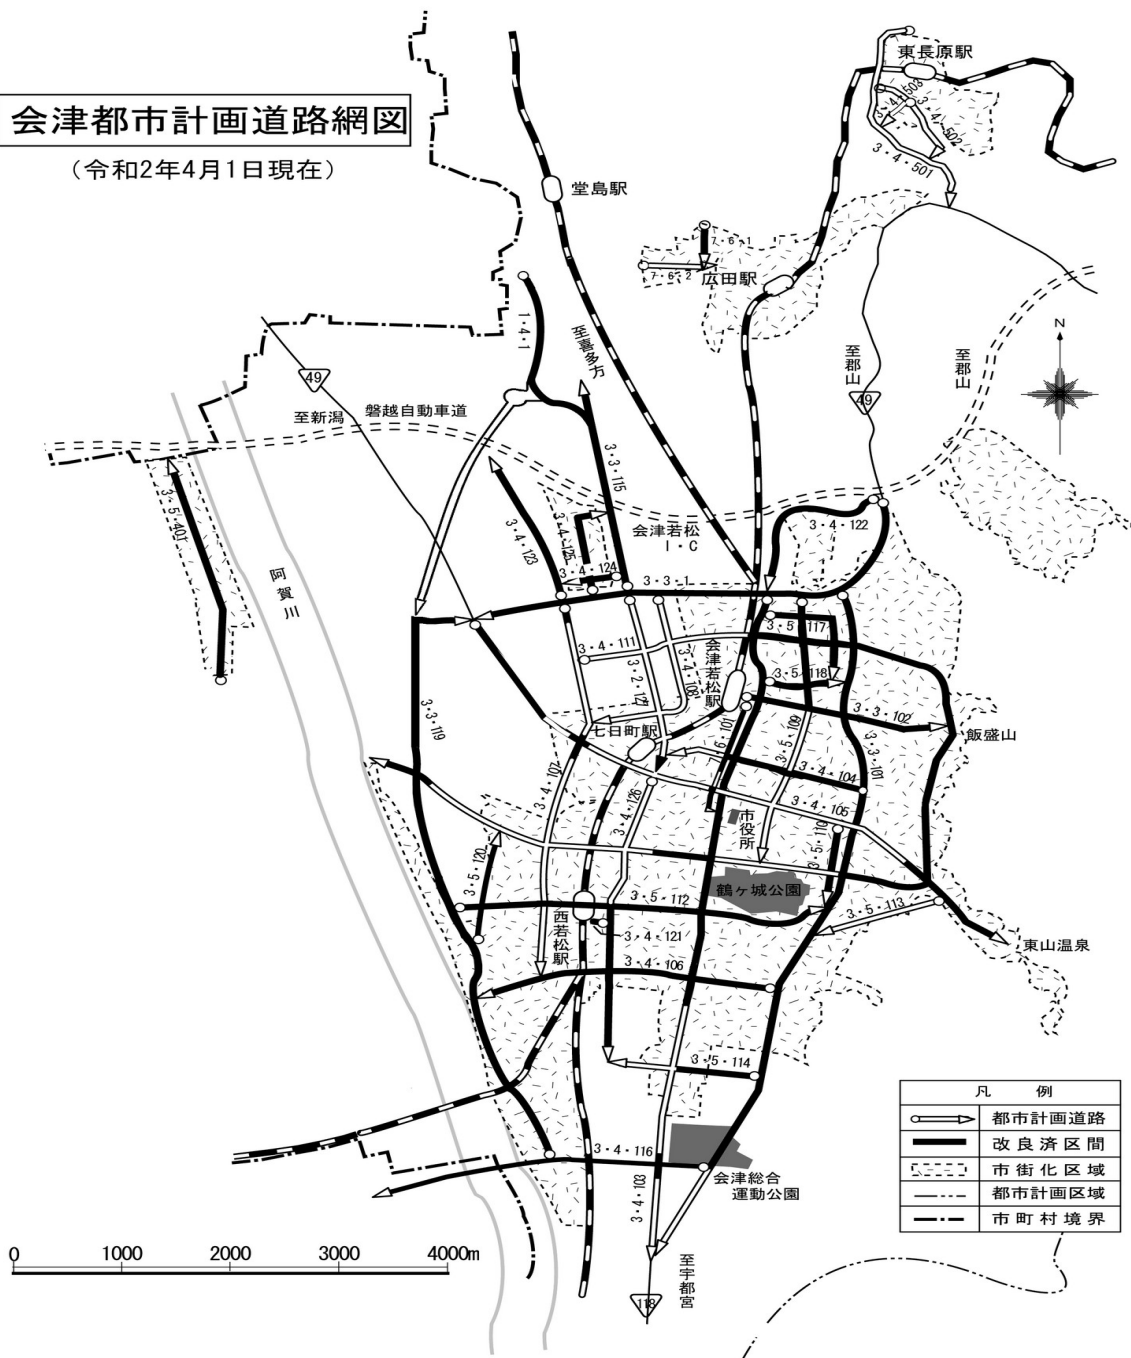 会津都市計画道路網図
（令和2年4月1日現在）
東長原駅
3・4・503
3・4・502
3・4・501
堂島駅
7・6・1
7・6・2
広田駅
1・4・1
至喜多方
至郡山
至郡山
N
49
49
至新潟
磐越自動車道
3・5・401
阿賀川
3・3・115
3・4・123
3・4・125
3・4・124
会津若松
I・C
3・4・122
3・3・1
3・5・117
3・4・111
3・2・127
3・4・108
会津若松駅
3・5・118
3・3・102
飯盛山
3・3・119
七日町駅
7・6・101
3・5・109
3・3・101
3・4・104
3・4・107
3・4・126
3・4・105
市役所
3・5・110
3・5・120
鶴ヶ城公園
3・5・112
3・5・113
西若松駅
3・4・121
東山温泉
3・4・106
3・5・114
3・4・116
3・4・103
会津総合
運動公園
至宇都宮
118
凡例
都市計画道路
改良済区間
市街化区域
都市計画区域
市町村境界
0 1000 2000 3000 4000m